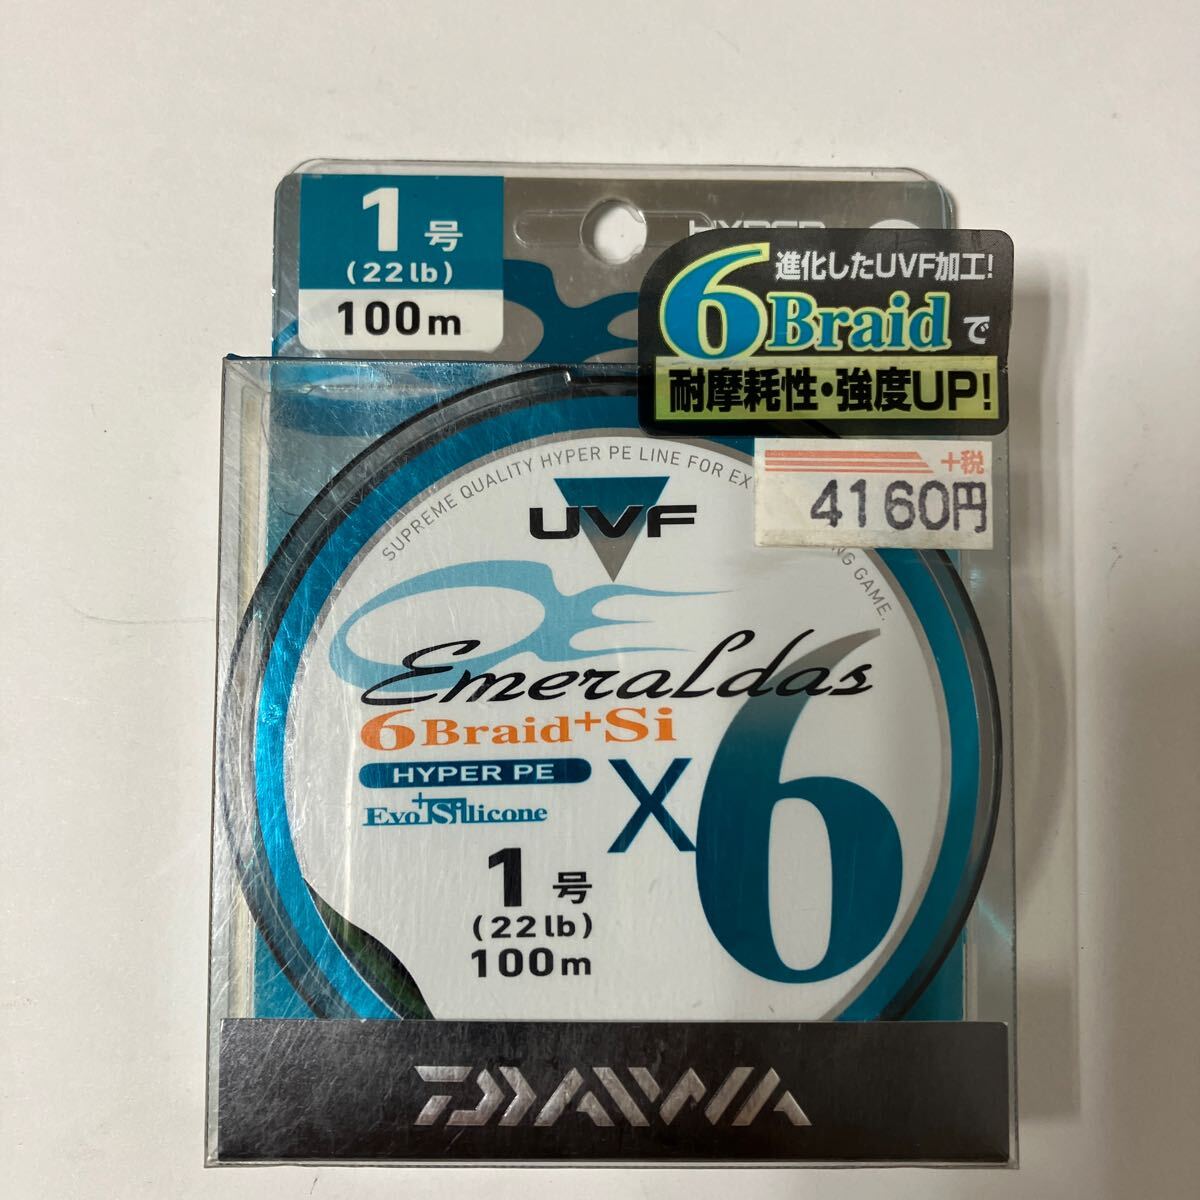 1号
(22lb)
100m
HYPER
進化したUVF加工!
6Braidで
耐摩耗性・強度UP!
+税
4160円
SUPREME QUALITY HYPER PE LINE FOR EX
NG GAME.
UVF
Emeraldas
6Braid+Si
HYPER PE
Evo+Silicone
X6
1号
(22lb)
100m
DAIWA